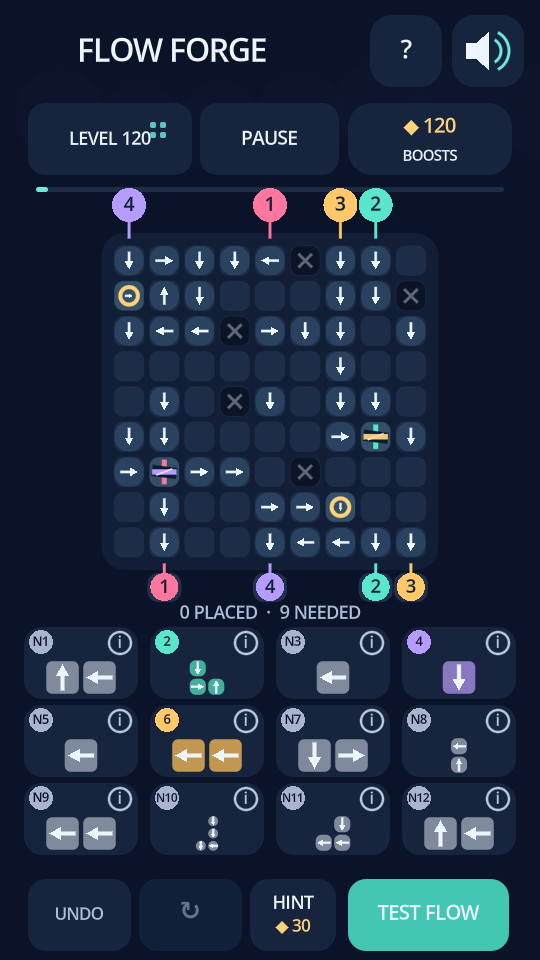 FLOW FORGE
?
LEVEL 120
PAUSE
120
BOOSTS
4 1 3 2
1 4 2 3
0 PLACED · 9 NEEDED
N1 i
2 i
N3 i
4 i
N5 i
6 i
N7 i
N8 i
N9 i
N10 i
N11 i
N12 i
UNDO
HINT
30
TEST FLOW